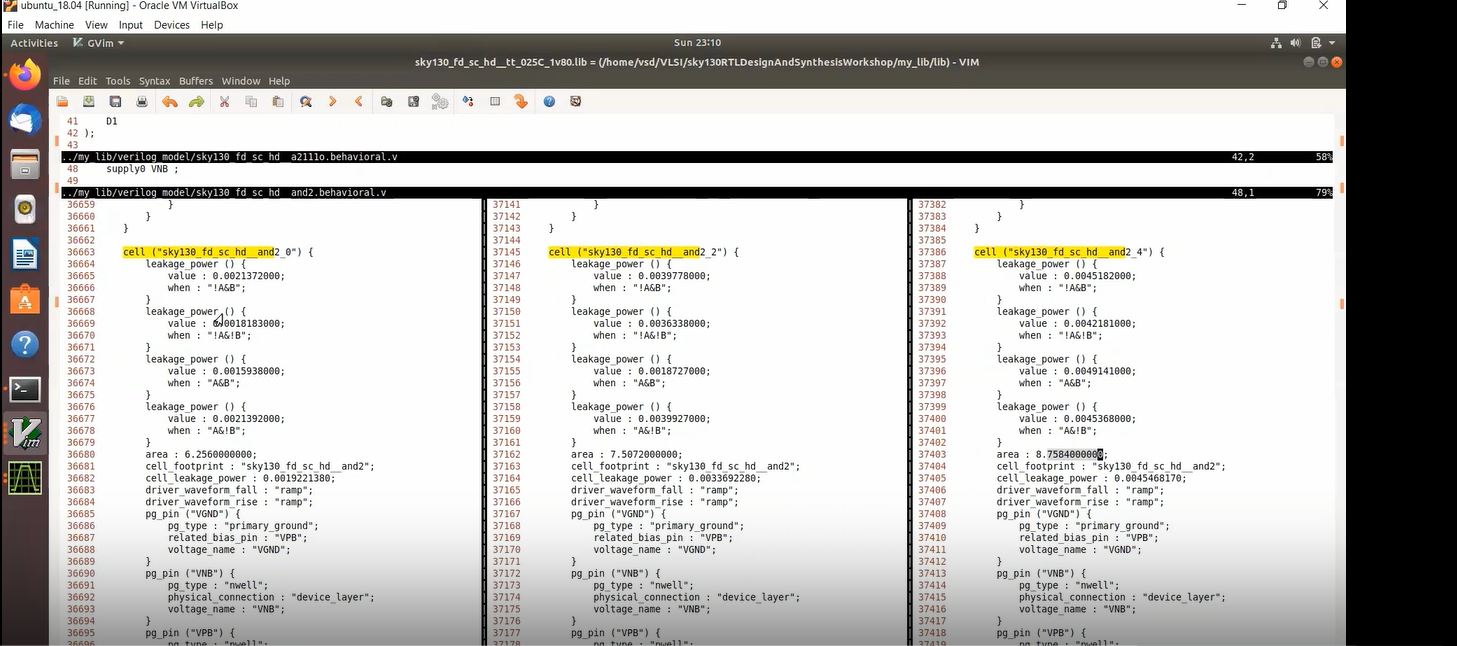 ubuntu_18.04 [Running] - Oracle VM VirtualBox
File Machine View Input Devices Help
Activities GVim Sun 23:10
sky130_fd_sc_hd__tt_025C_1v80.lib = (/home/vsd/VLSI/sky130RTLDesignAndSynthesisWorkshop/my_lib/lib) - VIM
File Edit Tools Syntax Buffers Window Help
41 D1
42 );
43
../my_lib/verilog_model/sky130_fd_sc_hd__a2111o.behavioral.v 42,2 58%
48 supply0 VNB ;
49
../my_lib/verilog_model/sky130_fd_sc_hd__and2.behavioral.v 48,1 79%
36659 }
36660 }
36661 }
36662
36663 cell ("sky130_fd_sc_hd__and2_0") {
36664 leakage_power () {
36665 value : 0.0021372000;
36666 when : "!A&B";
36667 }
36668 leakage_power () {
36669 value : 0.0018183000;
36670 when : "!A&!B";
36671 }
36672 leakage_power () {
36673 value : 0.0015938000;
36674 when : "A&B";
36675 }
36676 leakage_power () {
36677 value : 0.0021392000;
36678 when : "A&!B";
36679 }
36680 area : 6.2560000000;
36681 cell_footprint : "sky130_fd_sc_hd__and2";
36682 cell_leakage_power : 0.0019221380;
36683 driver_waveform_fall : "ramp";
36684 driver_waveform_rise : "ramp";
36685 pg_pin ("VGND") {
36686 pg_type : "primary_ground";
36687 related_bias_pin : "VPB";
36688 voltage_name : "VGND";
36689 }
36690 pg_pin ("VNB") {
36691 pg_type : "nwell";
36692 physical_connection : "device_layer";
36693 voltage_name : "VNB";
36694 }
36695 pg_pin ("VPB") {
37141 }
37142 }
37143 }
37144
37145 cell ("sky130_fd_sc_hd__and2_2") {
37146 leakage_power () {
37147 value : 0.0039778000;
37148 when : "!A&B";
37149 }
37150 leakage_power () {
37151 value : 0.0036338000;
37152 when : "!A&!B";
37153 }
37154 leakage_power () {
37155 value : 0.0018727000;
37156 when : "A&B";
37157 }
37158 leakage_power () {
37159 value : 0.0039927000;
37160 when : "A&!B";
37161 }
37162 area : 7.5072000000;
37163 cell_footprint : "sky130_fd_sc_hd__and2";
37164 cell_leakage_power : 0.0033692280;
37165 driver_waveform_fall : "ramp";
37166 driver_waveform_rise : "ramp";
37167 pg_pin ("VGND") {
37168 pg_type : "primary_ground";
37169 related_bias_pin : "VPB";
37170 voltage_name : "VGND";
37171 }
37172 pg_pin ("VNB") {
37173 pg_type : "nwell";
37174 physical_connection : "device_layer";
37175 voltage_name : "VNB";
37176 }
37177 pg_pin ("VPB") {
37382 }
37383 }
37384 }
37385
37386 cell ("sky130_fd_sc_hd__and2_4") {
37387 leakage_power () {
37388 value : 0.0045182000;
37389 when : "!A&B";
37390 }
37391 leakage_power () {
37392 value : 0.0042181000;
37393 when : "!A&!B";
37394 }
37395 leakage_power () {
37396 value : 0.0049141000;
37397 when : "A&B";
37398 }
37399 leakage_power () {
37400 value : 0.0045368000;
37401 when : "A&!B";
37402 }
37403 area : 8.7584000000;
37404 cell_footprint : "sky130_fd_sc_hd__and2";
37405 cell_leakage_power : 0.0045468170;
37406 driver_waveform_fall : "ramp";
37407 driver_waveform_rise : "ramp";
37408 pg_pin ("VGND") {
37409 pg_type : "primary_ground";
37410 related_bias_pin : "VPB";
37411 voltage_name : "VGND";
37412 }
37413 pg_pin ("VNB") {
37414 pg_type : "nwell";
37415 physical_connection : "device_layer";
37416 voltage_name : "VNB";
37417 }
37418 pg_pin ("VPB") {